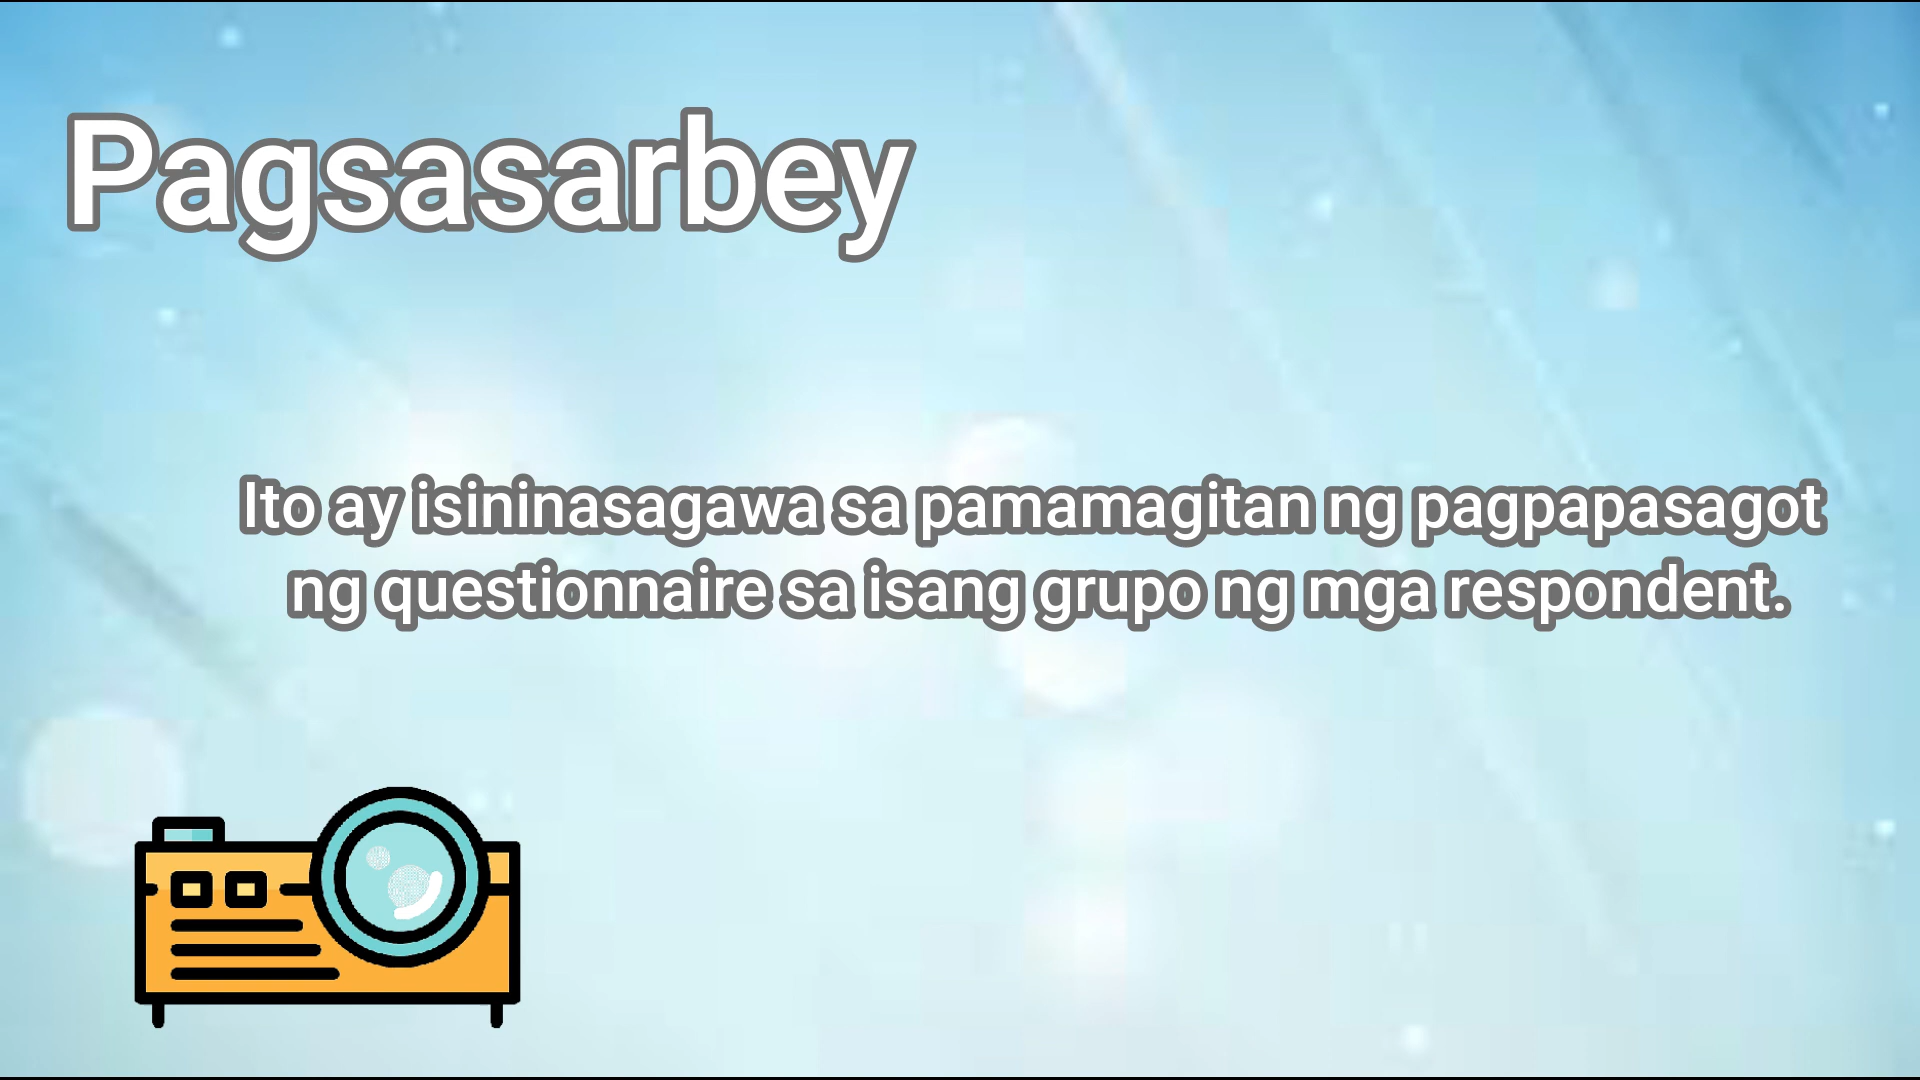 Pagsasarbey
Ito ay isininasagawa sa pamamagitan ng pagpapasagot
ng questionnaire sa isang grupo ng mga respondent.